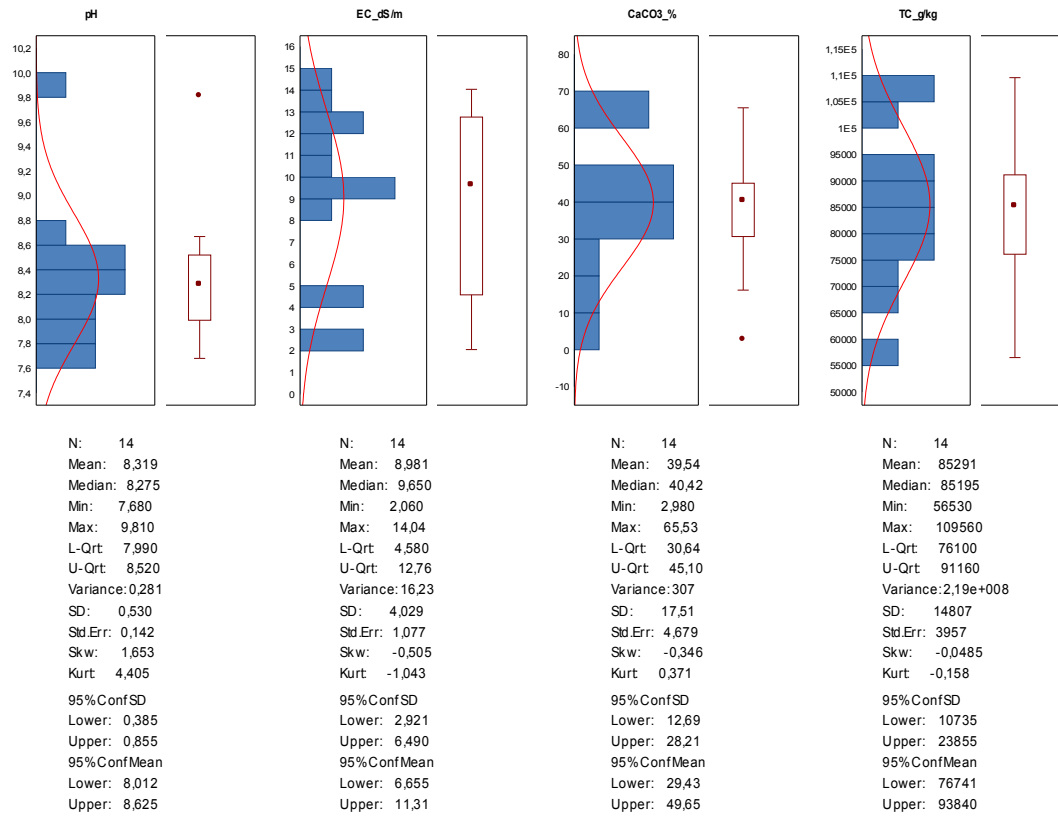 pH
10,2
10,0
9,8
9,6
9,4
9,2
9,0
8,8
8,6
8,4
8,2
8,0
7,8
7,6
7,4
N: 14
Mean: 8,319
Median: 8,275
Min: 7,680
Max: 9,810
L-Qrt: 7,990
U-Qrt: 8,520
Variance: 0,281
SD: 0,530
Std.Err: 0,142
Skw: 1,653
Kurt: 4,405
95%ConfSD
Lower: 0,385
Upper: 0,855
95%ConfMean
Lower: 8,012
Upper: 8,625
EC_dS/m
16
15
14
13
12
11
10
9
8
7
6
5
4
3
2
1
0
N: 14
Mean: 8,981
Median: 9,650
Min: 2,060
Max: 14,04
L-Qrt: 4,580
U-Qrt: 12,76
Variance: 16,23
SD: 4,029
Std.Err: 1,077
Skw: -0,505
Kurt: -1,043
95%ConfSD
Lower: 2,921
Upper: 6,490
95%ConfMean
Lower: 6,655
Upper: 11,31
CaCO3_%
80
70
60
50
40
30
20
10
0
-10
N: 14
Mean: 39,54
Median: 40,42
Min: 2,980
Max: 65,53
L-Qrt: 30,64
U-Qrt: 45,10
Variance: 307
SD: 17,51
Std.Err: 4,679
Skw: -0,346
Kurt: 0,371
95%ConfSD
Lower: 12,69
Upper: 28,21
95%ConfMean
Lower: 29,43
Upper: 49,65
TC_g/kg
1,1E5
1,05E5
1E5
95000
90000
85000
80000
75000
70000
65000
60000
55000
50000
N: 14
Mean: 85291
Median: 85195
Min: 56530
Max: 109560
L-Qrt: 76100
U-Qrt: 91160
Variance: 2,19e+008
SD: 14807
Std.Err: 3957
Skw: -0,0485
Kurt: -0,158
95%ConfSD
Lower: 10735
Upper: 23855
95%ConfMean
Lower: 76741
Upper: 93840